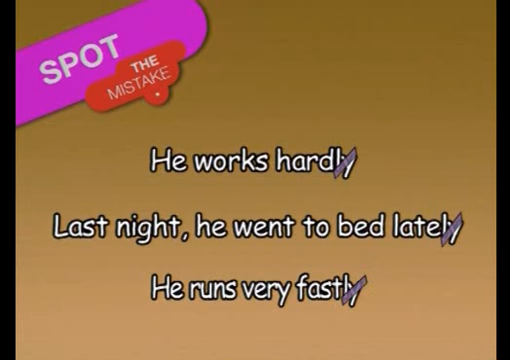 SPOT
THE
MISTAKE
He works hardly
Last night, he went to bed lately
He runs very fastly